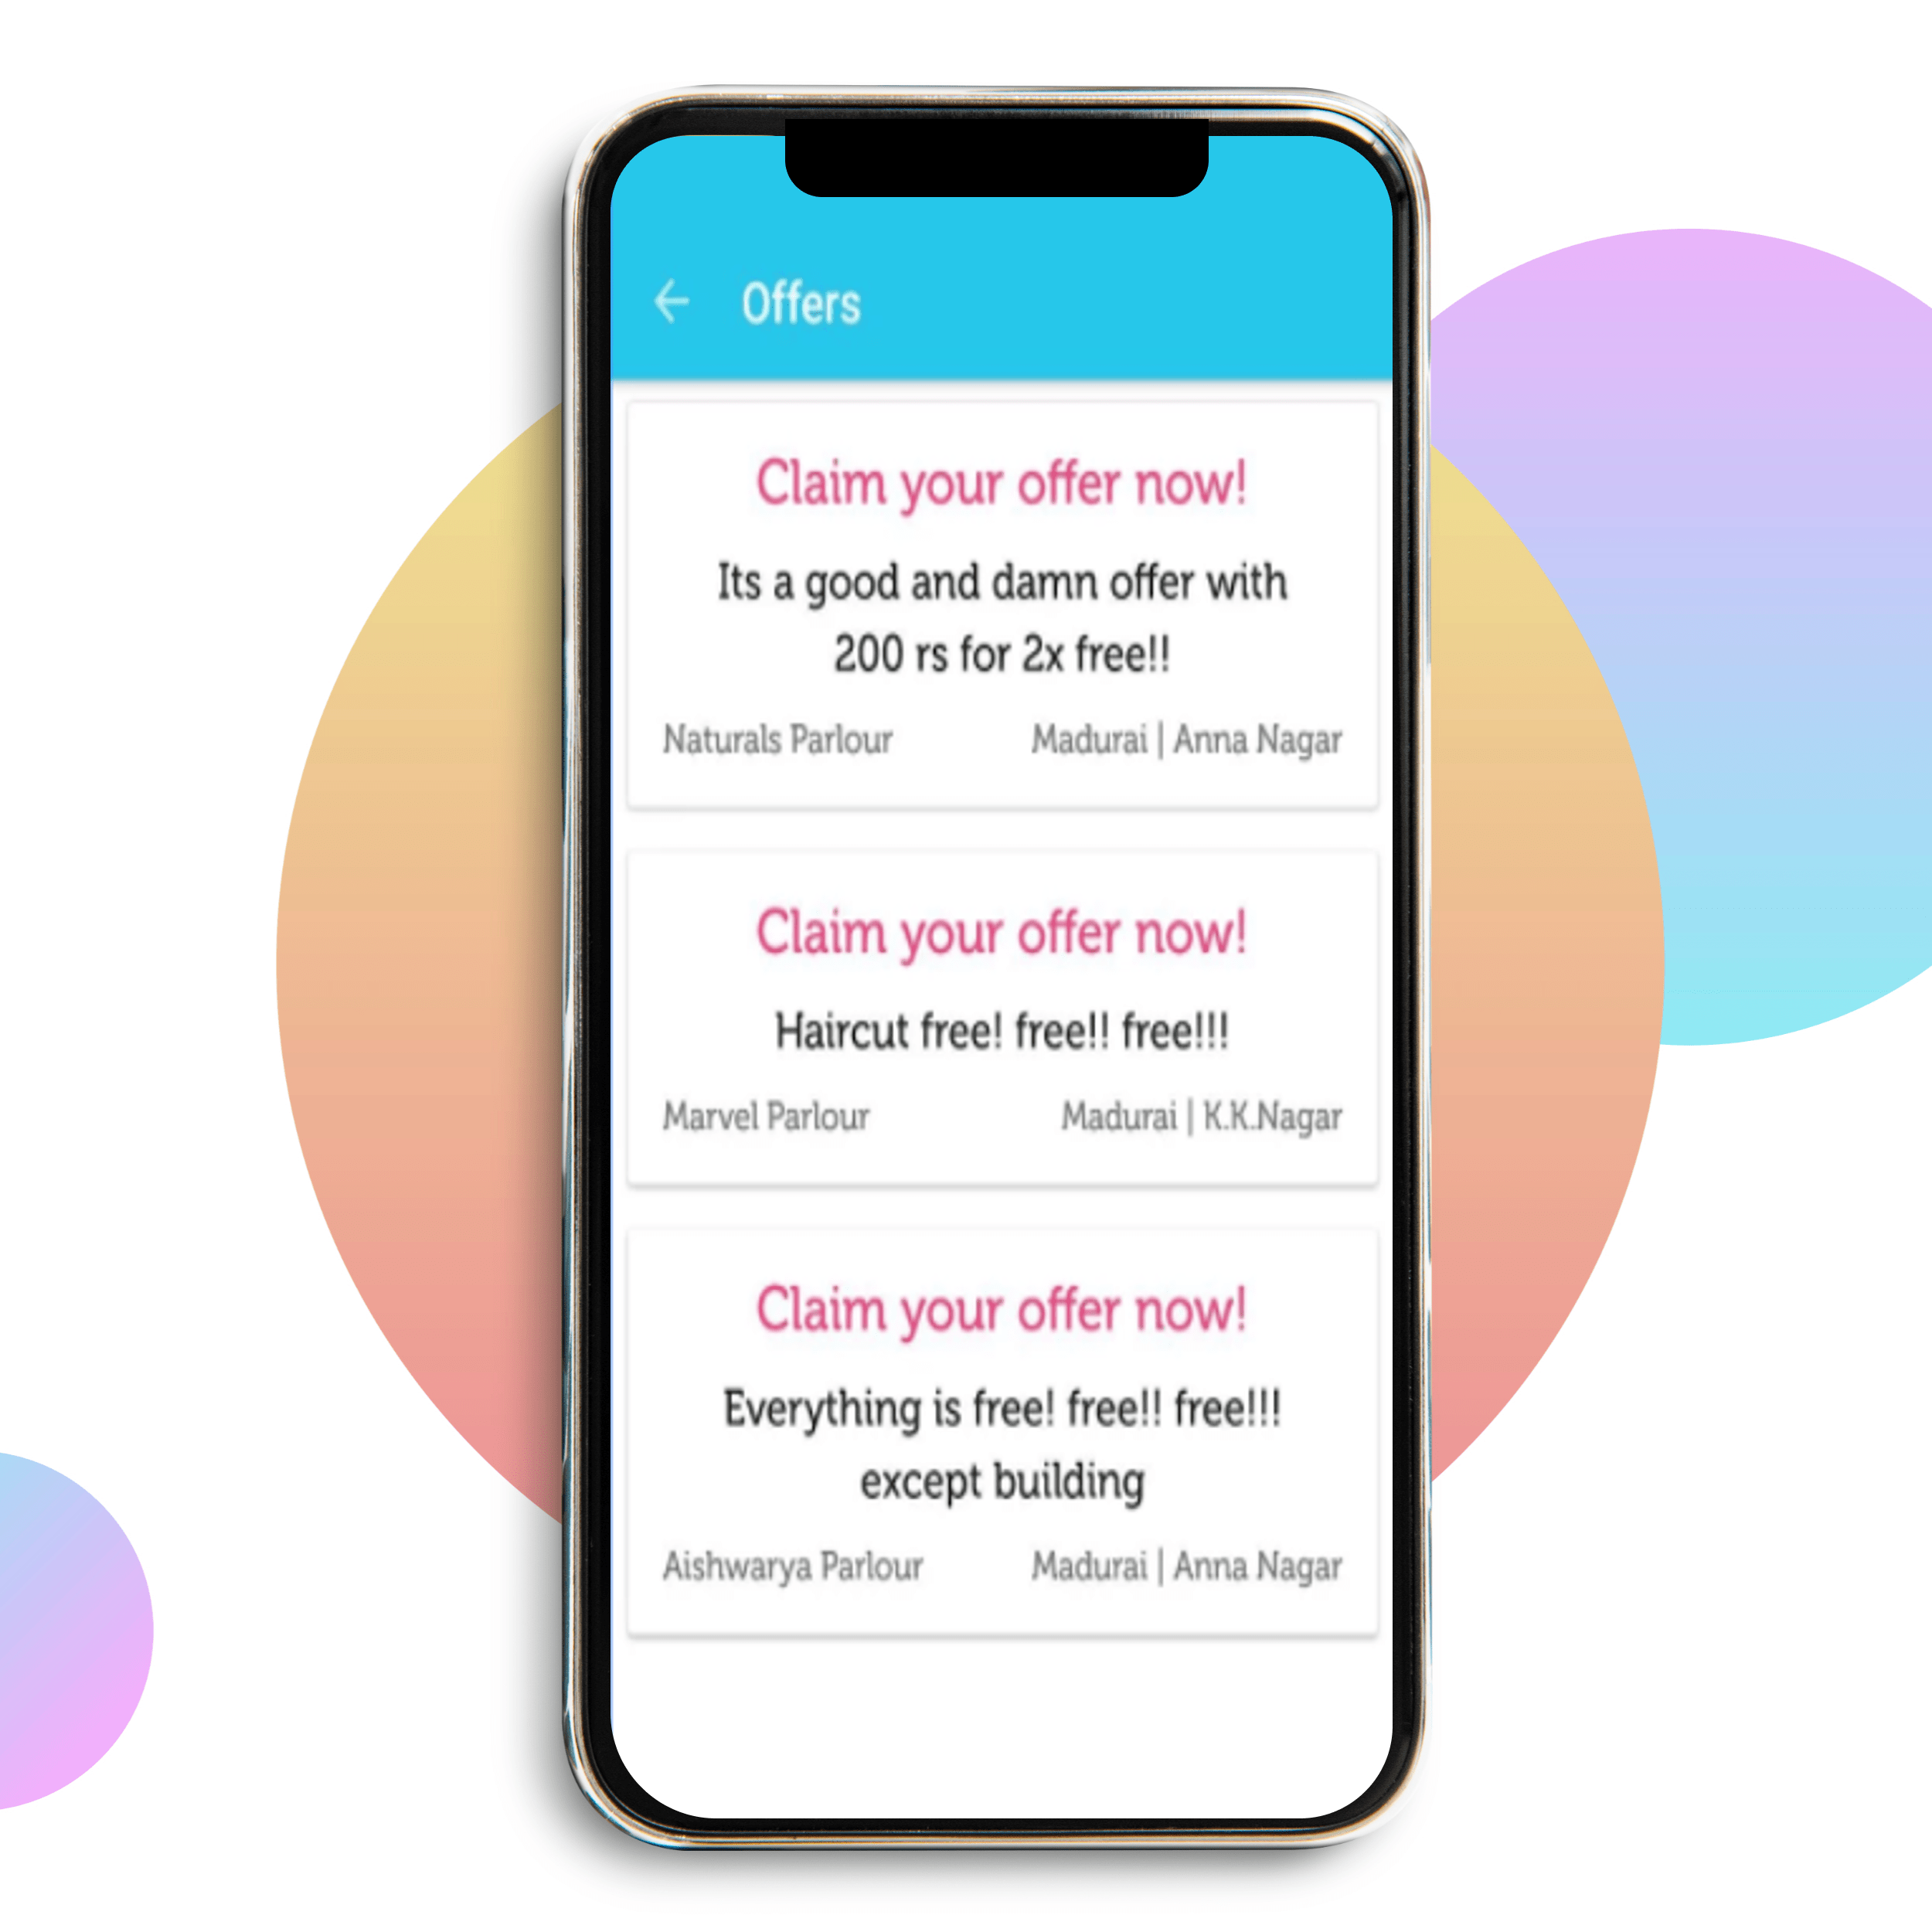 Offers
Claim your offer now!
Its a good and damn offer with
200 rs for 2x free!!
Naturals Parlour
Madurai | Anna Nagar
Claim your offer now!
Haircut free! free!! free!!!
Marvel Parlour
Madurai | K.K.Nagar
Claim your offer now!
Everything is free! free!! free!!!
except building
Aishwarya Parlour
Madurai | Anna Nagar